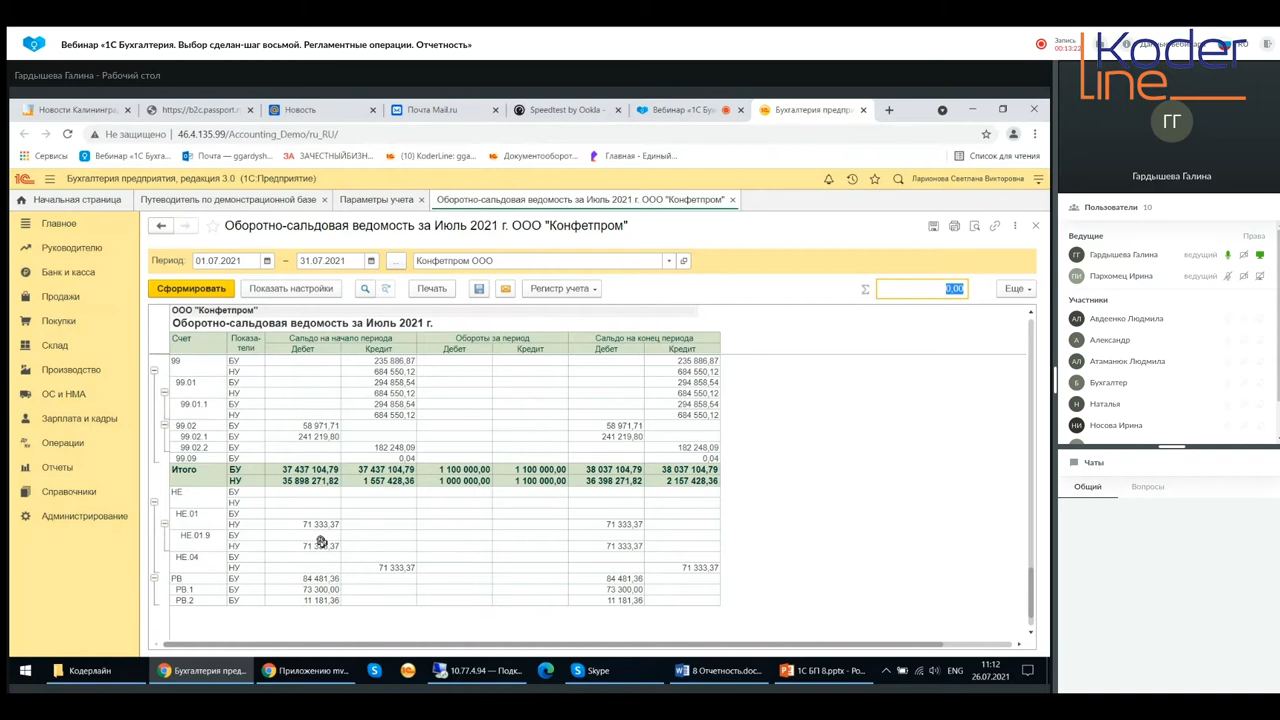 Вебинар «1С Бухгалтерия. Выбор сделан-шаг восьмой. Регламентные операции. Отчетность»
Запись
00:13:22
RU
Koder
line
Гардышева Галина - Рабочий стол
Новости Калинингра,
https://b2c.passport.r
Новость
Почта Mail.ru
Speedtest by Ookla –
Вебинар «1С Бу
Бухгалтерия предпр
Не защищено
46.4.135.99/Accounting_Demo/ru_RU/
Сервисы
Вебинар «1С Бухга...
Почта — ggardysh...
ЗАЧЕСТНЫЙБИЗН...
(10) KoderLine: gga...
Документооборот...
Главная - Единый...
Список для чтения
Бухгалтерия предприятия, редакция 3.0 (1С:Предприятие)
Ларионова Светлана Викторовна
Начальная страница
Путеводитель по демонстрационной базе ×
Параметры учета ×
Оборотно-сальдовая ведомость за Июль 2021 г. ООО "Конфетпром" ×
Главное
Руководителю
Банк и касса
Продажи
Покупки
Склад
Производство
ОС и НМА
Зарплата и кадры
Операции
Отчеты
Справочники
Администрирование
Оборотно-сальдовая ведомость за Июль 2021 г. ООО "Конфетпром"
Период: 01.07.2021 – 31.07.2021 ... Конфетпром ООО
Сформировать
Показать настройки
Печать
Регистр учета
Σ 0,00
Еще
ООО "Конфетпром"
Оборотно-сальдовая ведомость за Июль 2021 г.
Счет Показа- Сальдо на начало периода Обороты за период Сальдо на конец периода
тели Дебет Кредит Дебет Кредит Дебет Кредит
99 БУ 235 886,87 235 886,87
НУ 684 550,12 684 550,12
99.01 БУ 294 858,54 294 858,54
НУ 684 550,12 684 550,12
99.01.1 БУ 294 858,54 294 858,54
НУ 684 550,12 684 550,12
99.02 БУ 58 971,71 58 971,71
99.02.1 БУ 241 219,80 241 219,80
99.02.2 БУ 182 248,09 182 248,09
99.09 БУ 0,04 0,04
Итого БУ 37 437 104,79 37 437 104,79 1 100 000,00 1 100 000,00 38 037 104,79 38 037 104,79
НУ 35 898 271,82 1 557 428,36 1 000 000,00 1 100 000,00 36 398 271,82 2 157 428,36
НЕ БУ
НУ
НЕ.01 БУ
НУ 71 333,37 71 333,37
НЕ.01.9 БУ
НУ 71 333,37
НЕ.04 БУ
НУ 71 333,37 71 333,37
РВ БУ 84 481,36 84 481,36
РВ.1 БУ 73 300,00 73 300,00
РВ.2 БУ 11 181,36 11 181,36
ГГ
Гардышева Галина
Пользователи 10
Ведущие Права
ГГ Гардышева Галина ведущий
ПИ Пархомец Ирина ведущий
Участники
АЛ Авдеенко Людмила
А Александр
АЛ Атаманюк Людмила
Б Бухгалтер
Н Наталья
НИ Носова Ирина
Чаты
Общий
Вопросы
Кодерлайн
Бухгалтерия пред...
Приложению mv...
Skype
10.77.4.94 — Подк...
8 Отчетность.doc...
1С БП 8.pptx - Po...
ENG
11:12
26.07.2021